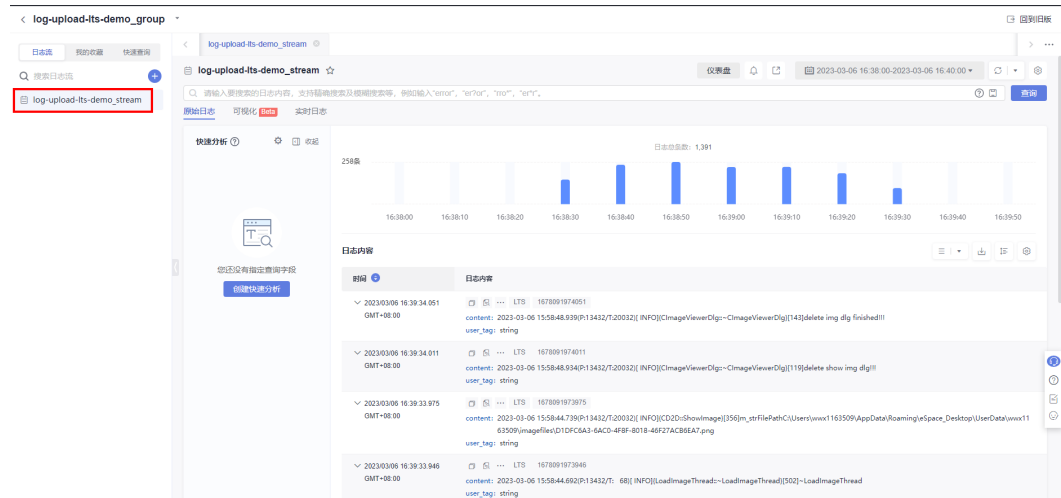 log-upload-lts-demo_group
回到旧版
日志流 我的收藏 快速查询
log-upload-lts-demo_stream
搜索日志流
log-upload-lts-demo_stream
log-upload-lts-demo_stream
仪表盘
2023-03-06 16:38:00-2023-03-06 16:40:00
请输入要搜索的日志内容，支持精确搜索及模糊搜索等，例如输入"error"，"er?or"，"rro*"，"er*r"。
查询
原始日志 可视化 Beta 实时日志
快速分析
收起
日志总条数：1,391
258条
16:38:00 16:38:10 16:38:20 16:38:30 16:38:40 16:38:50 16:39:00 16:39:10 16:39:20 16:39:30 16:39:40 16:39:50
您还没有指定查询字段
创建快速分析
日志内容
时间 日志内容
2023/03/06 16:39:34.051 LTS 1678091974051
GMT+08:00 content: 2023-03-06 15:58:48.939(P:13432/T:20032)[ INFO](CImageViewerDlg::~CImageViewerDlg)[143]delete img dlg finished!!!
user_tag: string
2023/03/06 16:39:34.011 LTS 1678091974011
GMT+08:00 content: 2023-03-06 15:58:48.934(P:13432/T:20032)[ INFO](CImageViewerDlg::~CImageViewerDlg)[119]delete show img dlg!!!
user_tag: string
2023/03/06 16:39:33.975 LTS 1678091973975
GMT+08:00 content: 2023-03-06 15:58:44.739(P:13432/T:20032)[ INFO](CD2D::ShowImage)[356]m_strFilePathC:\Users\wwx1163509\AppData\Roaming\eSpace_Desktop\UserData\wwx11
63509\imagefiles\D1DFC6A3-6AC0-4F8F-8018-46F27ACB6EA7.png
user_tag: string
2023/03/06 16:39:33.946 LTS 1678091973946
GMT+08:00 content: 2023-03-06 15:58:44.692(P:13432/T: 68)[ INFO](LoadImageThread::~LoadImageThread)[502]~LoadImageThread
user_tag: string